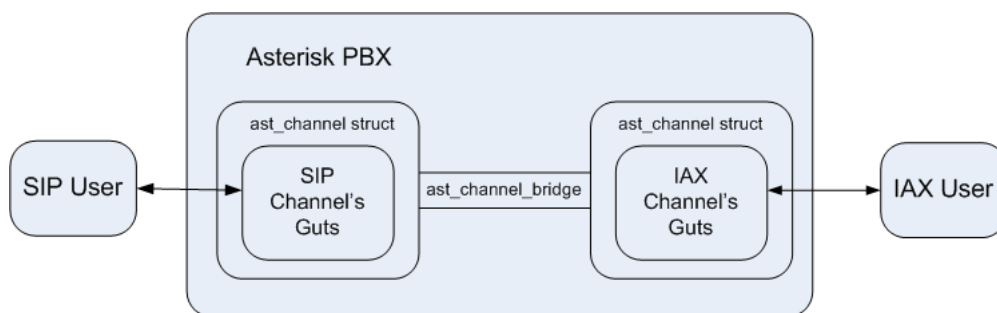 Asterisk PBX
ast_channel struct
ast_channel struct
SIP User
SIP
Channel's
Guts
ast_channel_bridge
IAX
Channel's
Guts
IAX User